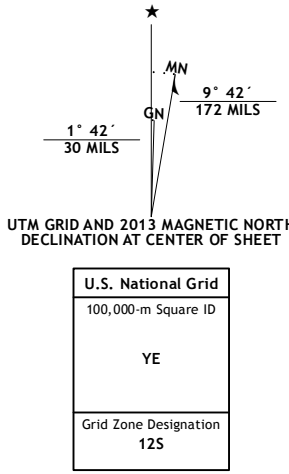 ★
MN
9° 42´
172 MILS
GN
1° 42´
30 MILS
UTM GRID AND 2013 MAGNETIC NORTH
DECLINATION AT CENTER OF SHEET
U.S. National Grid
100,000-m Square ID
YE
Grid Zone Designation
12S